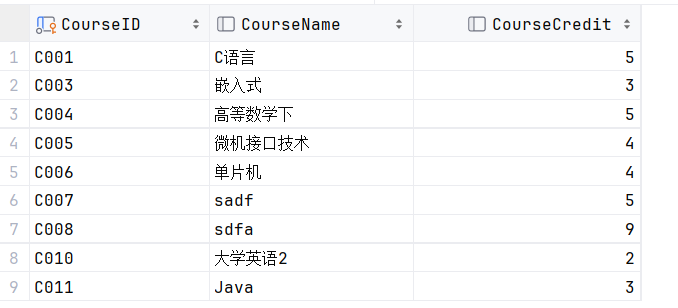 CourseID CourseName CourseCredit
1 C001 C语言 5
2 C003 嵌入式 3
3 C004 高等数学下 5
4 C005 微机接口技术 4
5 C006 单片机 4
6 C007 sadf 5
7 C008 sdfa 9
8 C010 大学英语2 2
9 C011 Java 3